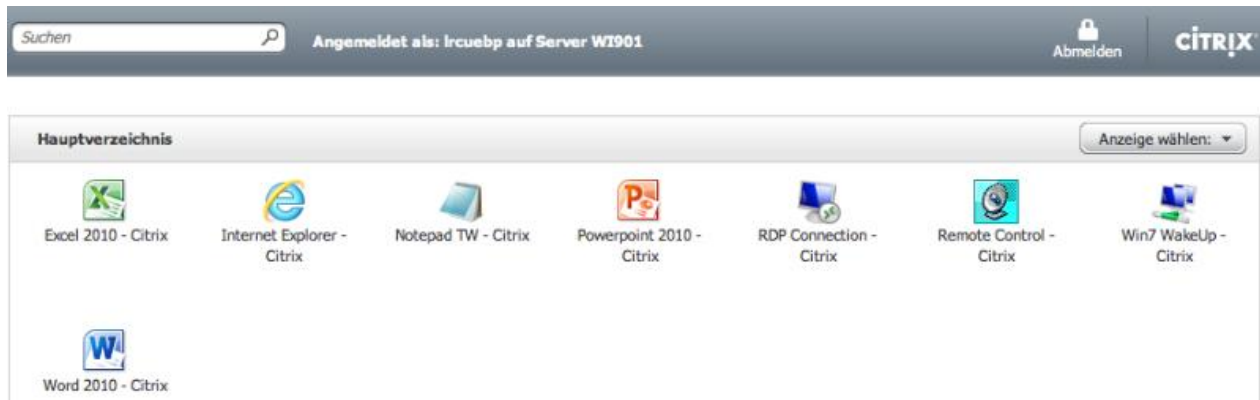 Suchen
Angemeldet als: lrcuebp auf Server WI901
Abmelden
CITRIX
Hauptverzeichnis
Anzeige wählen:
Excel 2010 - Citrix
Internet Explorer -
Citrix
Notepad TW - Citrix
Powerpoint 2010 -
Citrix
RDP Connection -
Citrix
Remote Control -
Citrix
Win7 WakeUp -
Citrix
Word 2010 - Citrix